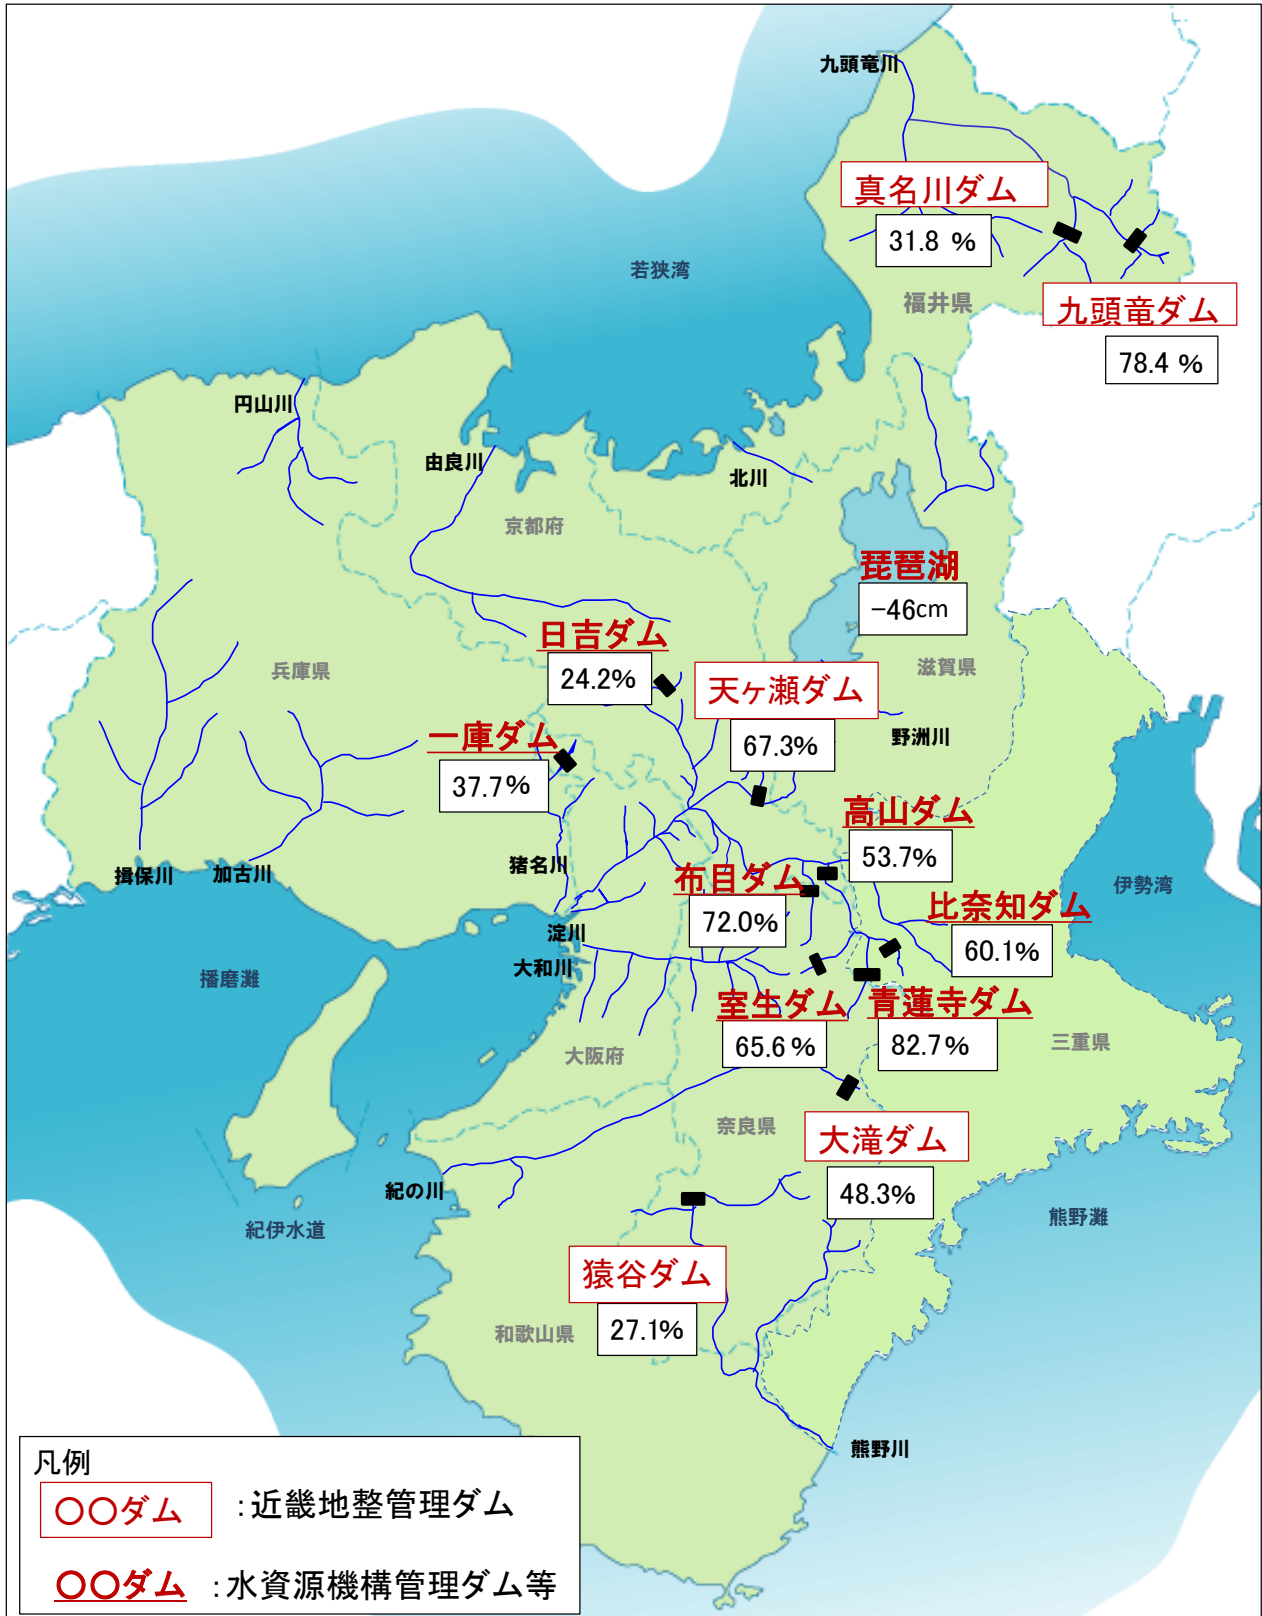 九頭竜川
真名川ダム
31.8 %
若狭湾
福井県
九頭竜ダム
78.4 %
円山川
由良川
北川
京都府
琵琶湖
-46cm
日吉ダム
24.2%
兵庫県
滋賀県
天ヶ瀬ダム
67.3%
野洲川
一庫ダム
37.7%
高山ダム
53.7%
猪名川
揖保川
加古川
布目ダム
72.0%
伊勢湾
比奈知ダム
60.1%
淀川
大和川
播磨灘
室生ダム
65.6 %
青蓮寺ダム
82.7%
大阪府
三重県
奈良県
大滝ダム
48.3%
紀の川
紀伊水道
熊野灘
猿谷ダム
27.1%
和歌山県
熊野川
凡例
〇〇ダム :近畿地整管理ダム
〇〇ダム :水資源機構管理ダム等